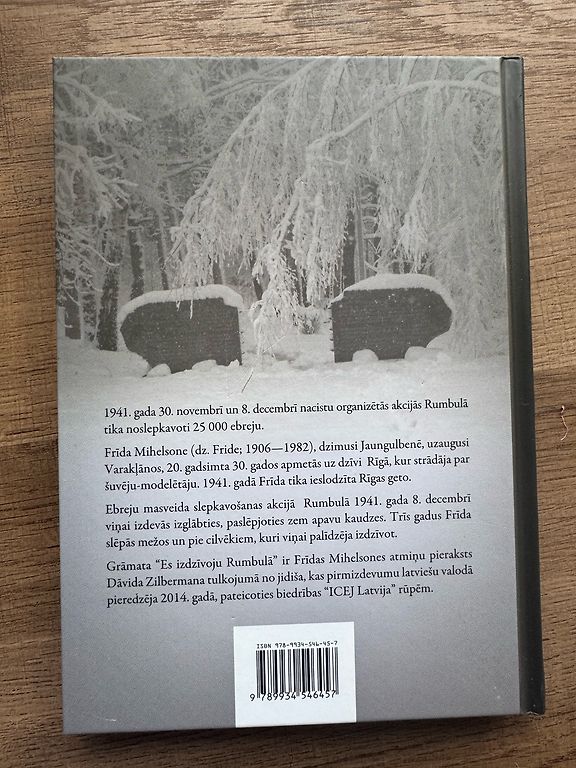 1941. gada 30. novembrī un 8. decembrī nacistu organizētās akcijās Rumbulā
tika noslepkavoti 25 000 ebreju.
Frīda Mihelsone (dz. Fride; 1906—1982), dzimusi Jaungulbenē, uzaugusi
Varakļānos, 20. gadsimta 30. gados apmetās uz dzīvi Rīgā, kur strādāja par
šuvēju-modelētāju. 1941. gadā Frīda tika ieslodzīta Rīgas geto.
Ebreju masveida slepkavošanas akcijā Rumbulā 1941. gada 8. decembrī
viņai izdevās izglābties, paslēpjoties zem apavu kaudzes. Trīs gadus Frīda
slēpās mežos un pie cilvēkiem, kuri viņai palīdzēja izdzīvot.
Grāmata “Es izdzīvoju Rumbulā” ir Frīdas Mihelsones atmiņu pieraksts
Dāvida Zilbermana tulkojumā no jidiša, kas pirmizdevumu latviešu valodā
pieredzēja 2014. gadā, pateicoties biedrības “ICEJ Latvija” rūpēm.
ISBN 978-9934-546-45-7
9 789934 546457